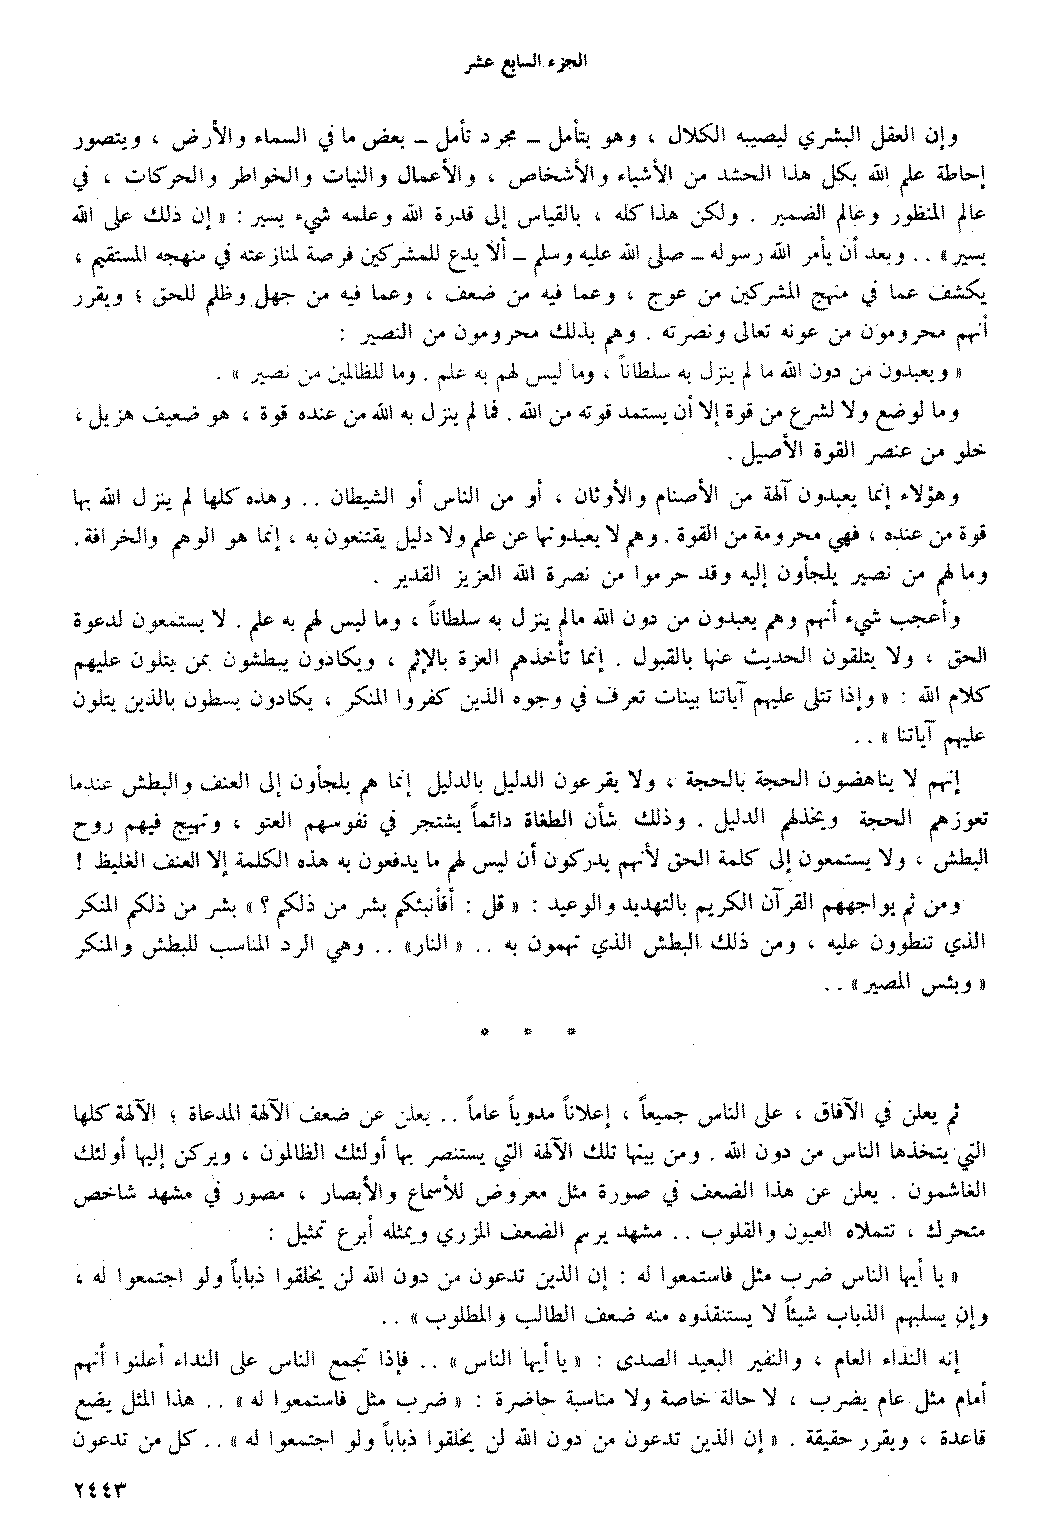 الجزء السابع عشر
وإن العقل البشري ليصيبه الكلال ، وهو يتأمل – مجرد تأمل – بعض ما في السماء والأرض ، ويتصور
إحاطة علم الله بكل هذا الحشد من الأشياء والأشخاص ، والأعمال والنيات والخواطر والحركات ، في
عالم المنظور وعالم الضمير . ولكن هذا كله ، بالقياس إلى قدرة الله وعلمه شيء يسير : « إن ذلك على الله
يسير» .. وبعد أن يأمر الله رسوله – صلى الله عليه وسلم – ألا يدع للمشركين فرصة لمنازعته في منهجه المستقيم ،
يكشف عما في منهج المشركين من عوج ، وعما فيه من ضعف ، وعما فيه من جهل وظلم للحق ؛ ويقرر
أنهم محرومون من عونه تعالى ونصرته . وهم بذلك محرومون من النصير :
« ويعبدون من دون الله ما لم ينزل به سلطاناً ، وما ليس لهم به علم . وما للظالمين من نصير » .
وما لوضع ولا لشرع من قوة إلا أن يستمد قوته من الله . فما لم ينزل به الله من عنده قوة ، هو ضعيف هزيل ،
خلو من عنصر القوة الأصيل .
وهؤلاء إنما يعبدون آلهة من الأصنام والأوثان ، أو من الناس أو الشيطان .. وهذه كلها لم ينزل الله بها
قوة من عنده ، فهي محرومة من القوة . وهم لا يعبدونها عن علم ولا دليل يقتنعون به ، إنما هو الوهم والخرافة .
وما لهم من نصير يلجأون إليه وقد حرموا من نصرة الله العزيز القدير .
وأعجب شيء أنهم وهم يعبدون من دون الله مالم ينزل به سلطاناً ، وما ليس لهم به علم . لا يستمعون لدعوة
الحق ، ولا يتلقون الحديث عنها بالقبول . إنما تأخذهم العزة بالإثم ، ويكادون يبطشون بمن يتلون عليهم
كلام الله : « وإذا تتلى عليهم آياتنا بينات تعرف في وجوه الذين كفروا المنكر ، يكادون يسطون بالذين يتلون
عليهم آياتنا » ..
إنهم لا يناهضون الحجة بالحجة ، ولا يقرعون الدليل بالدليل إنما هم يلجأون إلى العنف والبطش عندما
تعوزهم الحجة ويخذلهم الدليل . وذلك شأن الطغاة دائماً يشتجر في نفوسهم العتو ، وتهيج فيهم روح
البطش ، ولا يستمعون إلى كلمة الحق لأنهم يدركون أن ليس لهم ما يدفعون به هذه الكلمة إلا العنف الغليظ !
ومن ثم يواجههم القرآن الكريم بالتهديد والوعيد : « قل : أفأنبئكم بشر من ذلكم ؟ » بشر من ذلكم المنكر
الذي تنطوون عليه ، ومن ذلك البطش الذي تهمون به .. « النار» .. وهي الرد المناسب للبطش والمنكر
« وبئس المصير» ..
* * *
ثم يعلن في الآفاق ، على الناس جميعاً ، إعلاناً مدوياً عاماً .. يعلن عن ضعف الآلهة المدعاة ؛ الآلهة كلها
التي يتخذها الناس من دون الله . ومن بينها تلك الآلهة التي يستنصر بها أولئك الظالمون ، ويركن إليها أولئك
الغاشمون . يعلن عن هذا الضعف في صورة مثل معروض للأسماع والأبصار ، مصور في مشهد شاخص
متحرك ، تتملاه العيون والقلوب .. مشهد يرسم الضعف المزري ويمثله أبرع تمثيل :
« يا أيها الناس ضرب مثل فاستمعوا له : إن الذين تدعون من دون الله لن يخلقوا ذباباً ولو اجتمعوا له ،
وإن يسلبهم الذباب شيئاً لا يستنقذوه منه ضعف الطالب والمطلوب » ..
إنه النداء العام ، والنفير البعيد الصدى : « يا أيها الناس » .. فإذا تجمع الناس على النداء أعلنوا أنهم
أمام مثل عام يضرب ، لا حالة خاصة ولا مناسبة حاضرة : « ضرب مثل فاستمعوا له » .. هذا المثل يضع
قاعدة ، ويقرر حقيقة . « إن الذين تدعون من دون الله لن يخلقوا ذباباً ولو اجتمعوا له » .. كل من تدعون
٢٤٤٣